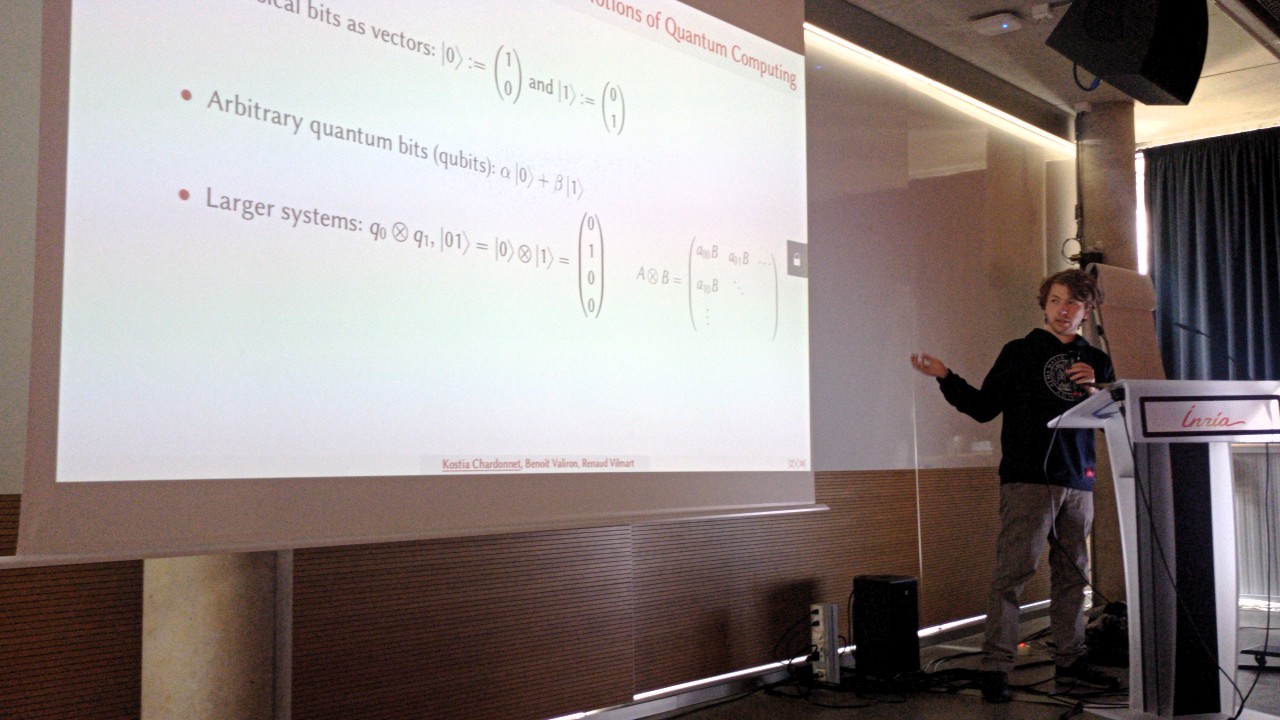 of Quantum Computing
bits as vectors: |0⟩ := (1 0) and |1⟩ := (0 1)
• Arbitrary quantum bits (qubits): α |0⟩ + β |1⟩
• Larger systems: q₀ ⊗ q₁, |01⟩ = |0⟩ ⊗ |1⟩ = (0 1 0 0) A ⊗ B = (a₀₀B a₀₁B ⋯ a₁₀B ⋱ ⋮)
Kostia Chardonnet, Benoît Valiron, Renaud Vilmart
Inria